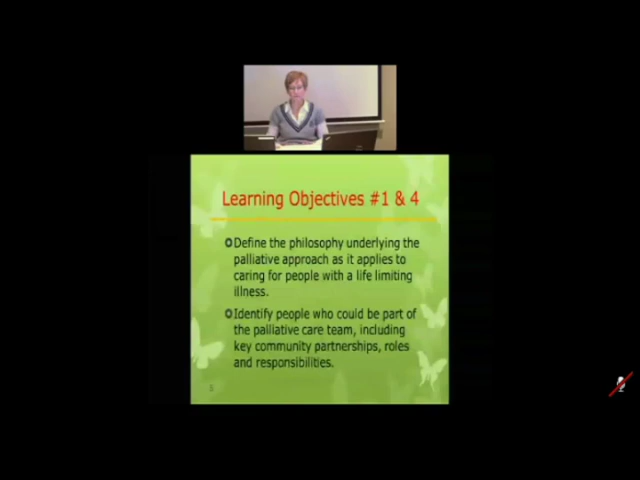 Learning Objectives #1 & 4
Define the philosophy underlying the
palliative approach as it applies to
caring for people with a life limiting
illness.
Identify people who could be part of
the palliative care team, including
key community partnerships, roles
and responsibilities.
5